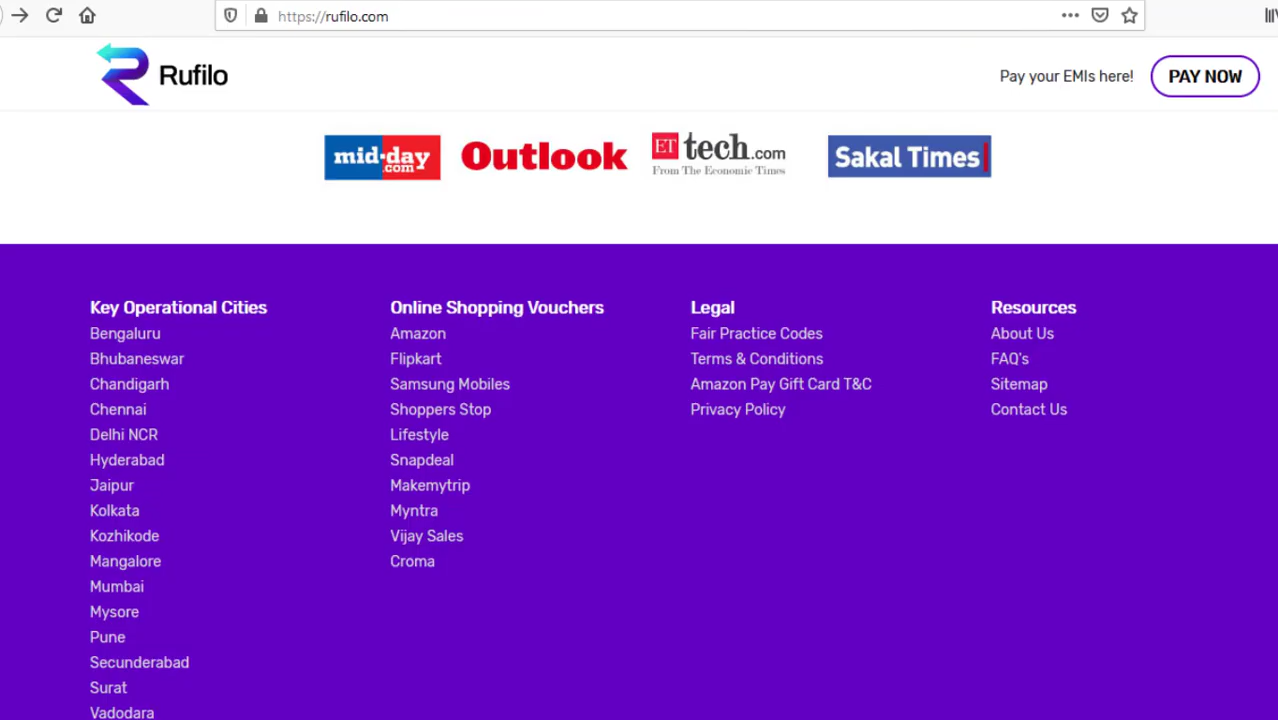 https://rufilo.com
Rufilo
Pay your EMIs here!
PAY NOW
mid-day
.com
Outlook
ET tech.com
From The Economic Times
Sakal Times
Key Operational Cities
Bengaluru
Bhubaneswar
Chandigarh
Chennai
Delhi NCR
Hyderabad
Jaipur
Kolkata
Kozhikode
Mangalore
Mumbai
Mysore
Pune
Secunderabad
Surat
Vadodara
Online Shopping Vouchers
Amazon
Flipkart
Samsung Mobiles
Shoppers Stop
Lifestyle
Snapdeal
Makemytrip
Myntra
Vijay Sales
Croma
Legal
Fair Practice Codes
Terms & Conditions
Amazon Pay Gift Card T&C
Privacy Policy
Resources
About Us
FAQ's
Sitemap
Contact Us